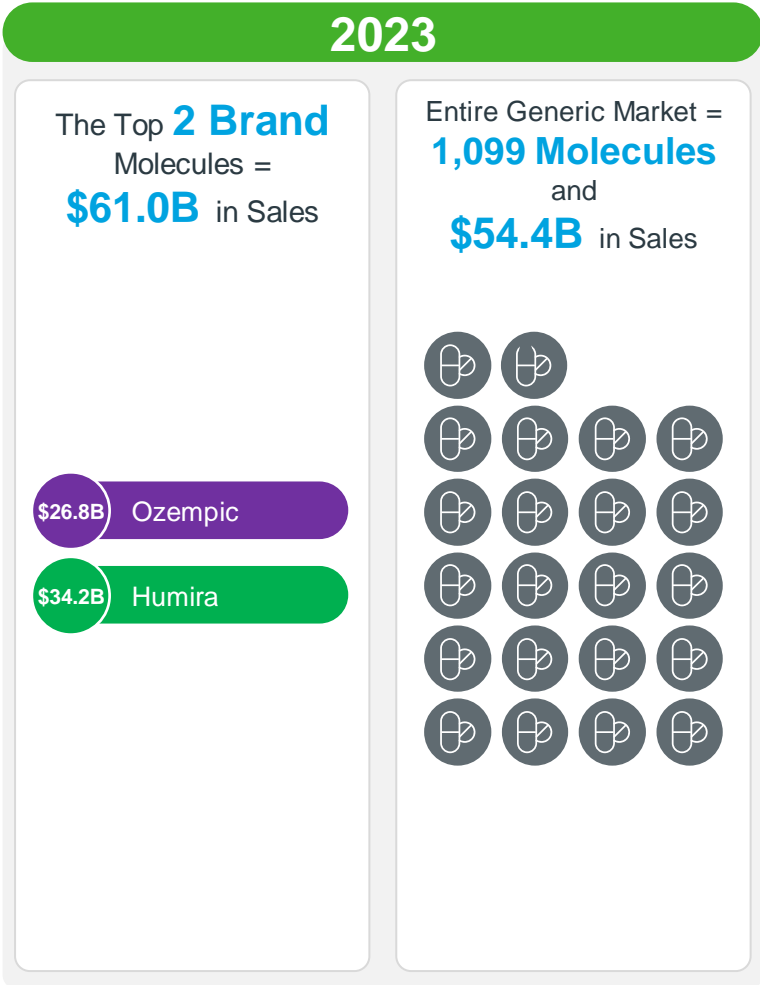 2023
The Top 2 Brand
Molecules =
$61.0B in Sales
$26.8B Ozempic
$34.2B Humira
Entire Generic Market =
1,099 Molecules
and
$54.4B in Sales